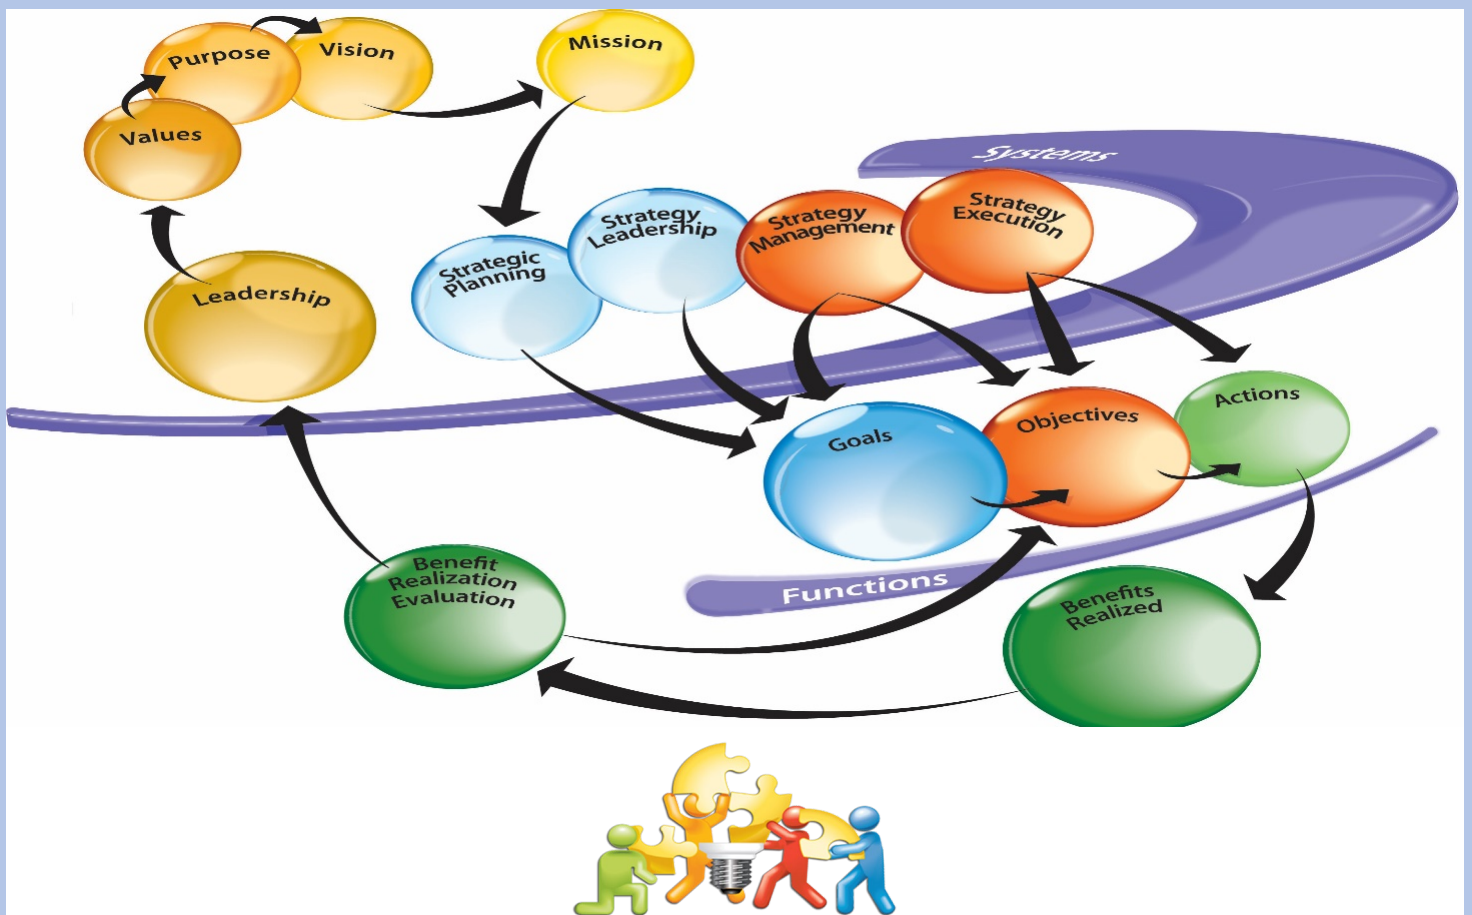 Purpose
Vision
Mission
Values
Systems
Strategy
Leadership
Strategy
Management
Strategy
Execution
Strategic
Planning
Leadership
Goals
Objectives
Actions
Benefit
Realization
Evaluation
Functions
Benefits
Realized